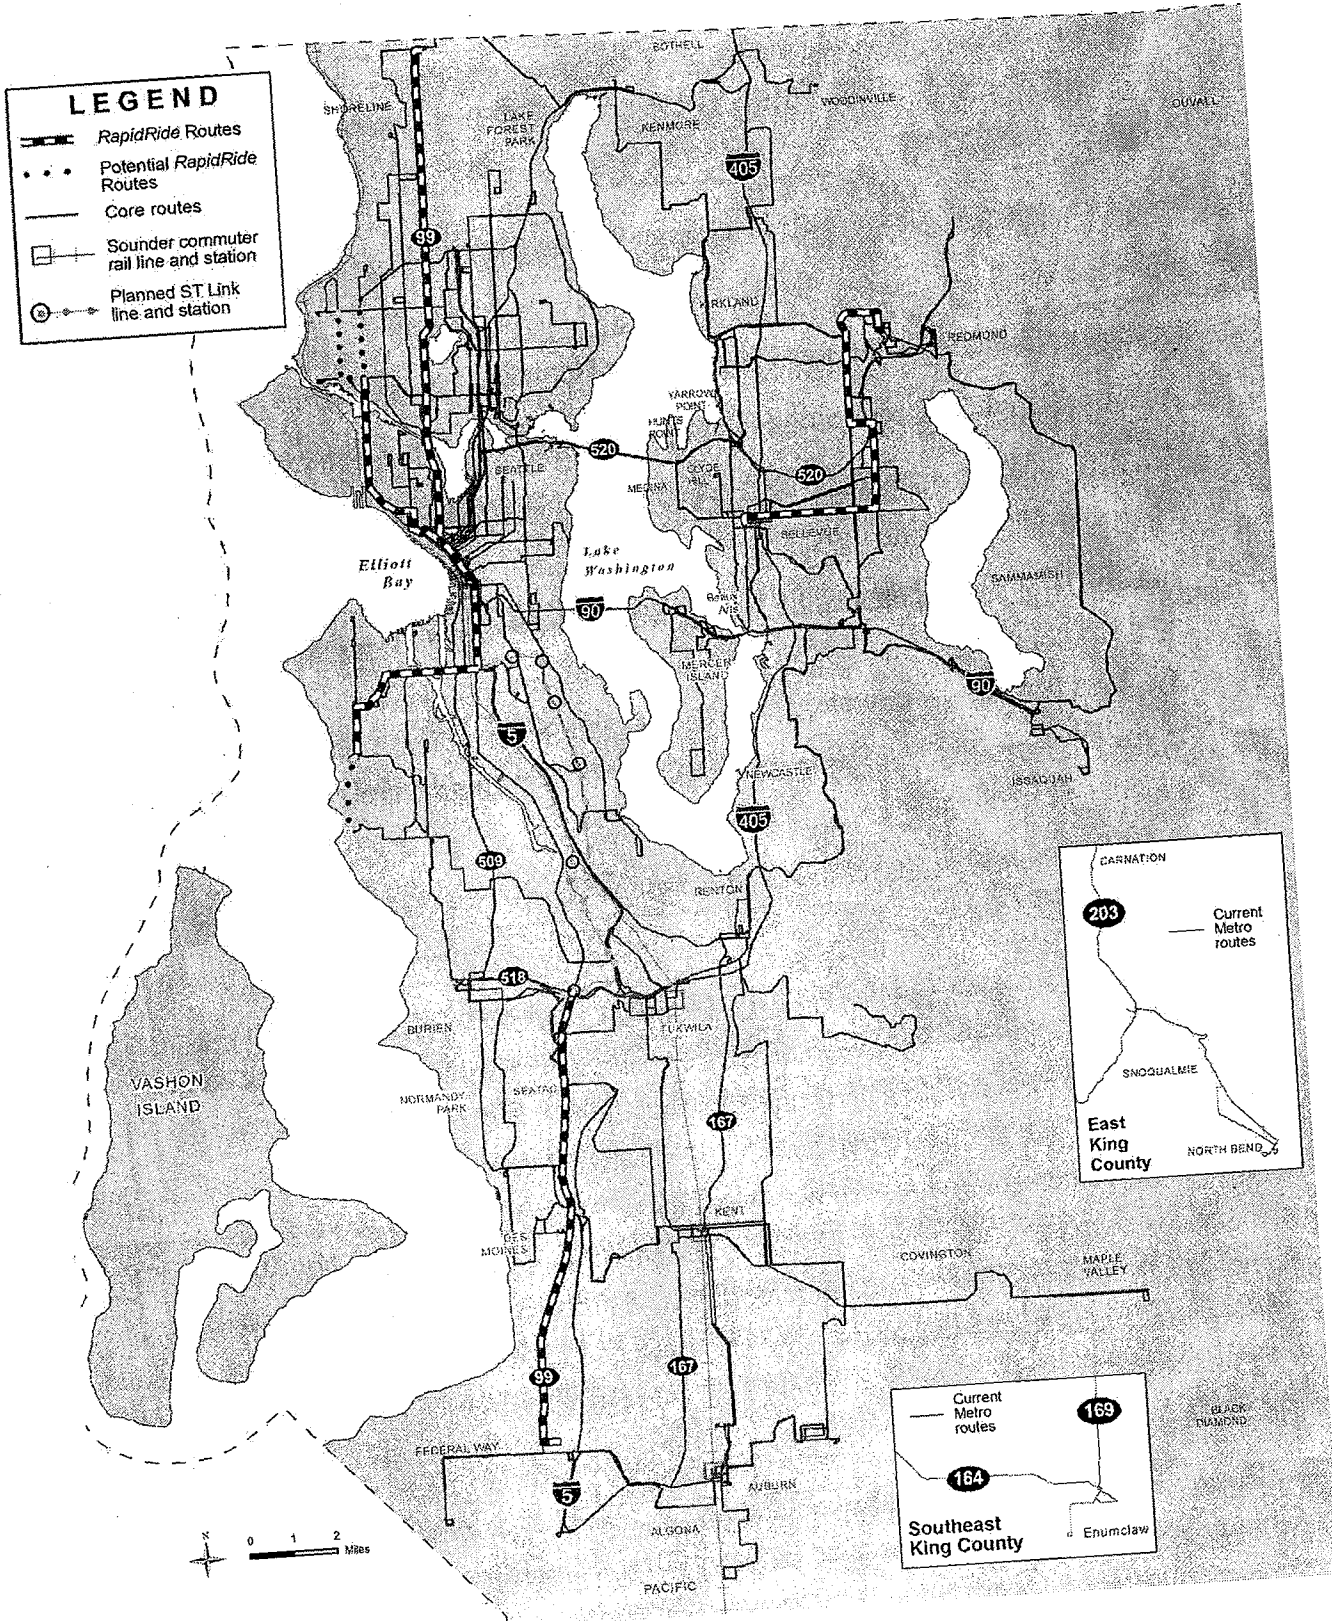 LEGEND
RapidRide Routes
Potential RapidRide
Routes
Core routes
Sounder commuter
rail line and station
Planned ST Link
line and station
BOTHELL
SHORELINE
LAKE
FOREST
PARK
KENMORE
WOODINVILLE
DUVALL
405
99
KIRKLAND
REDMOND
YARROW
POINT
HUNTS
POINT
520
SEATTLE
CLYDE
HILL
MEDINA
520
BELLEVUE
Elliott
Bay
Lake
Washington
Beaux
Arts
SAMMAMISH
90
MERCER
ISLAND
90
5
NEWCASTLE
ISSAQUAH
405
509
RENTON
CARNATION
203
Current
Metro
routes
SNOQUALMIE
East
King
County
NORTH BEND
518
BURIEN
TUKWILA
VASHON
ISLAND
NORMANDY
PARK
SEATAC
167
KENT
DES
MOINES
COVINGTON
MAPLE
VALLEY
99
167
Current
Metro
routes
169
BLACK
DIAMOND
164
Southeast
King County
Enumclaw
FEDERAL WAY
5
AUBURN
ALGONA
PACIFIC
N
0 1 2
Miles